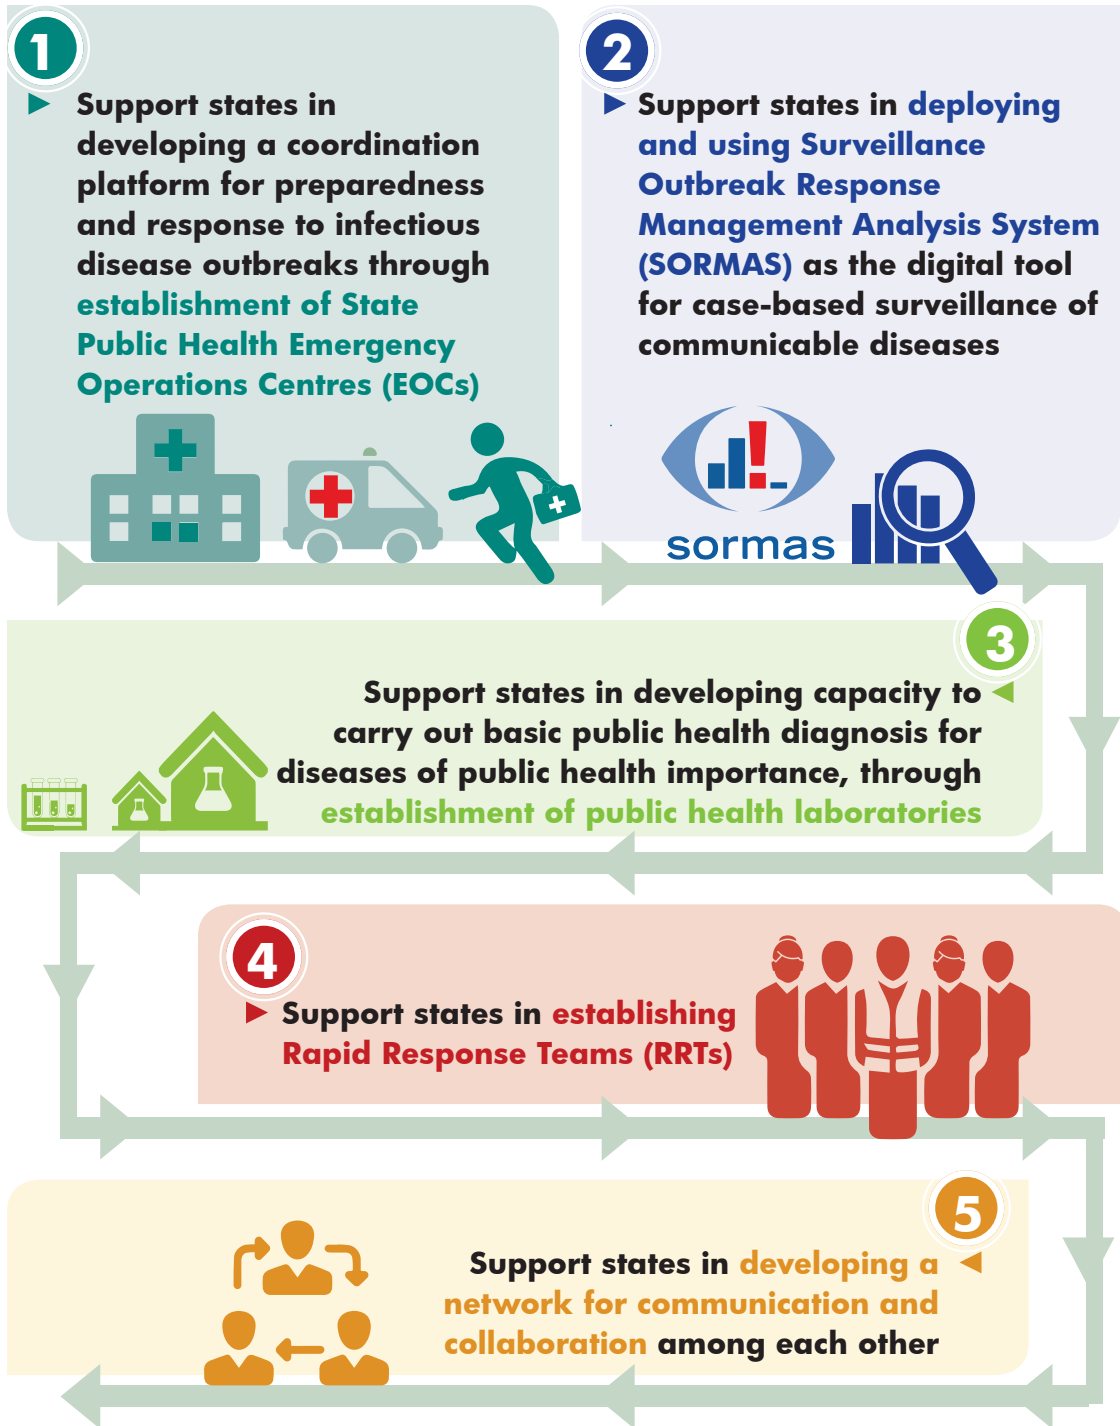 1
Support states in
developing a coordination
platform for preparedness
and response to infectious
disease outbreaks through
establishment of State
Public Health Emergency
Operations Centres (EOCs)
2
Support states in deploying
and using Surveillance
Outbreak Response
Management Analysis System
(SORMAS) as the digital tool
for case-based surveillance of
communicable diseases
sormas
3
Support states in developing capacity to
carry out basic public health diagnosis for
diseases of public health importance, through
establishment of public health laboratories
4
Support states in establishing
Rapid Response Teams (RRTs)
5
Support states in developing a
network for communication and
collaboration among each other